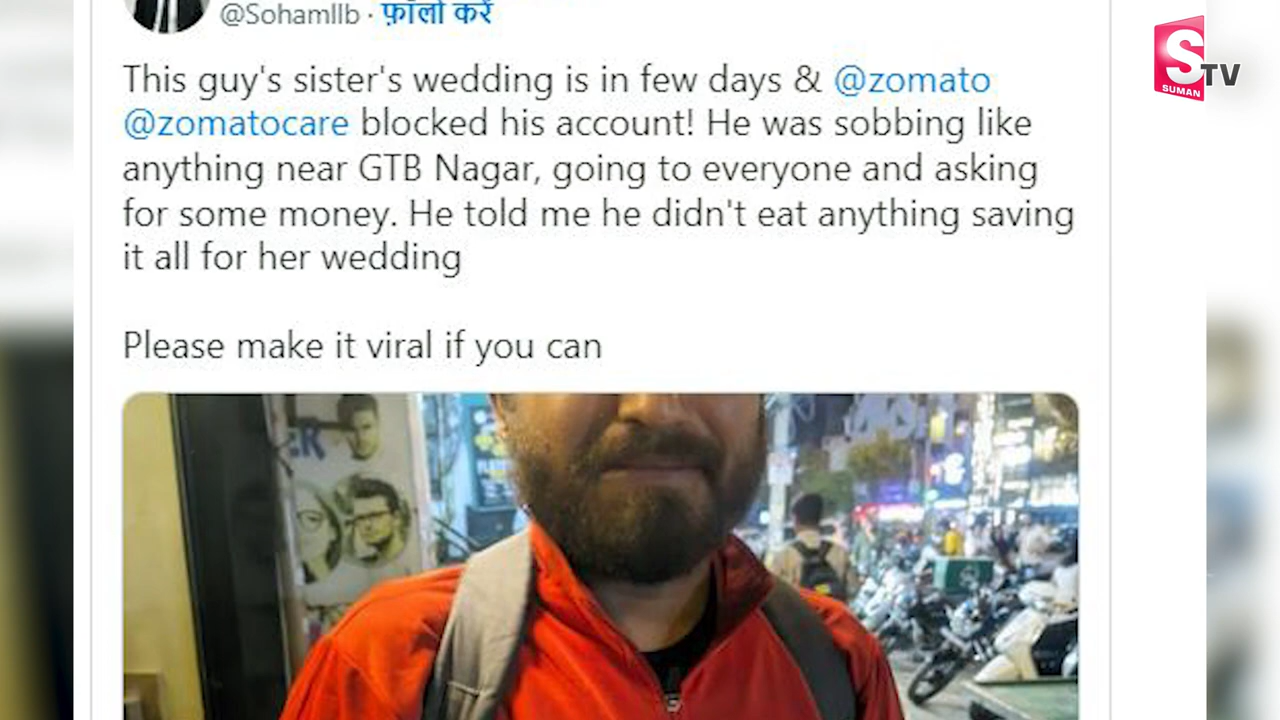 @Sohamllb · फ़ॉलो करें
S
TV
SUMAN
This guy's sister's wedding is in few days & @zomato
@zomatocare blocked his account! He was sobbing like
anything near GTB Nagar, going to everyone and asking
for some money. He told me he didn't eat anything saving
it all for her wedding
Please make it viral if you can